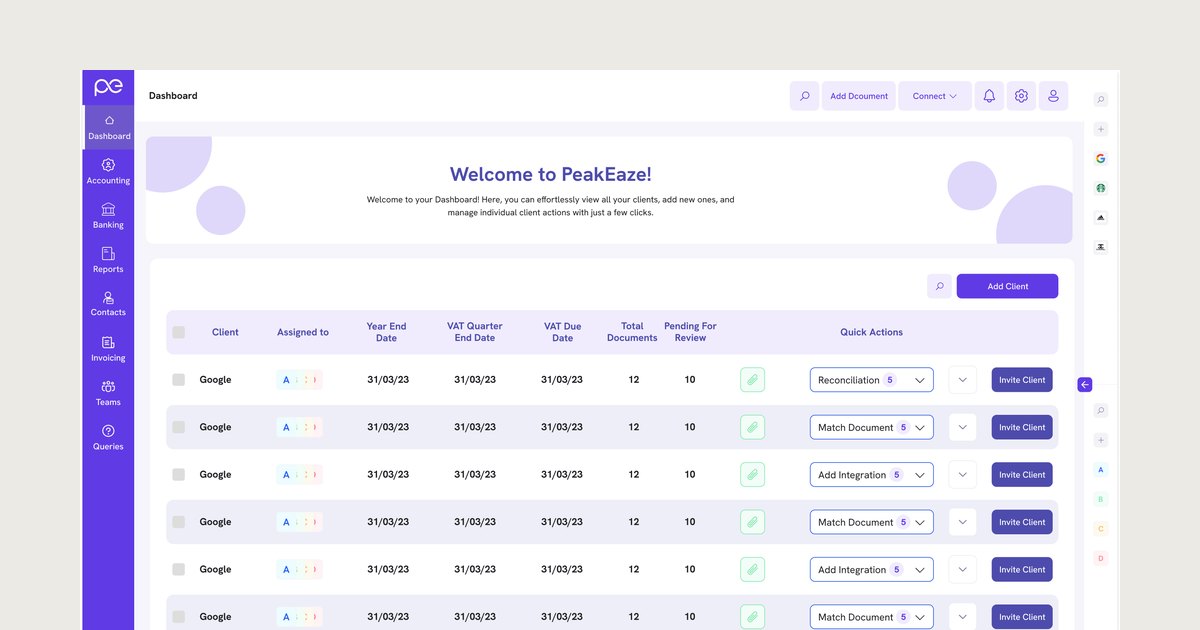 pe
Dashboard
Add Dcoument
Connect
Dashboard
Accounting
Banking
Reports
Contacts
Invoicing
Teams
Queries
Welcome to PeakEaze!
Welcome to your Dashboard! Here, you can effortlessly view all your clients, add new ones, and
manage individual client actions with just a few clicks.
Add Client
Client Assigned to Year End Date VAT Quarter End Date VAT Due Date Total Documents Pending For Review Quick Actions
Google A 31/03/23 31/03/23 31/03/23 12 10 Reconciliation 5 Invite Client
Google A 31/03/23 31/03/23 31/03/23 12 10 Match Document 5 Invite Client
Google A 31/03/23 31/03/23 31/03/23 12 10 Add Integration 5 Invite Client
Google A 31/03/23 31/03/23 31/03/23 12 10 Match Document 5 Invite Client
Google A 31/03/23 31/03/23 31/03/23 12 10 Add Integration 5 Invite Client
Google A 31/03/23 31/03/23 31/03/23 12 10 Match Document 5 Invite Client
G
A
B
C
D